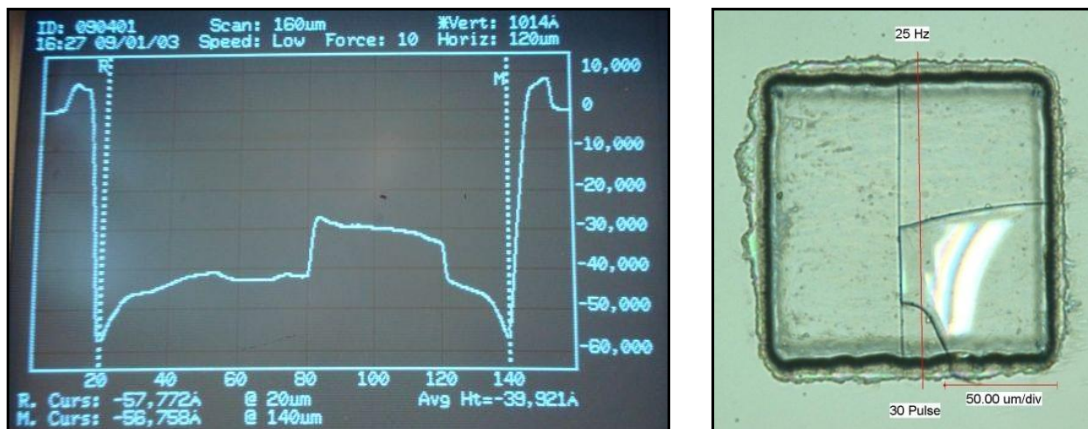 ID: 090401 Scan: 160um *Vert: 1014Å
16:27 09/01/03 Speed: Low Force: 10 Horiz: 120um
R
M
10,000
0
-10,000
-20,000
-30,000
-40,000
-50,000
-60,000
20 40 60 80 100 120 140
R. Curs: -57,772Å @ 20um Avg Ht=-39,921Å
M. Curs: -56,758Å @ 140um
25 Hz
50.00 um/div
30 Pulse